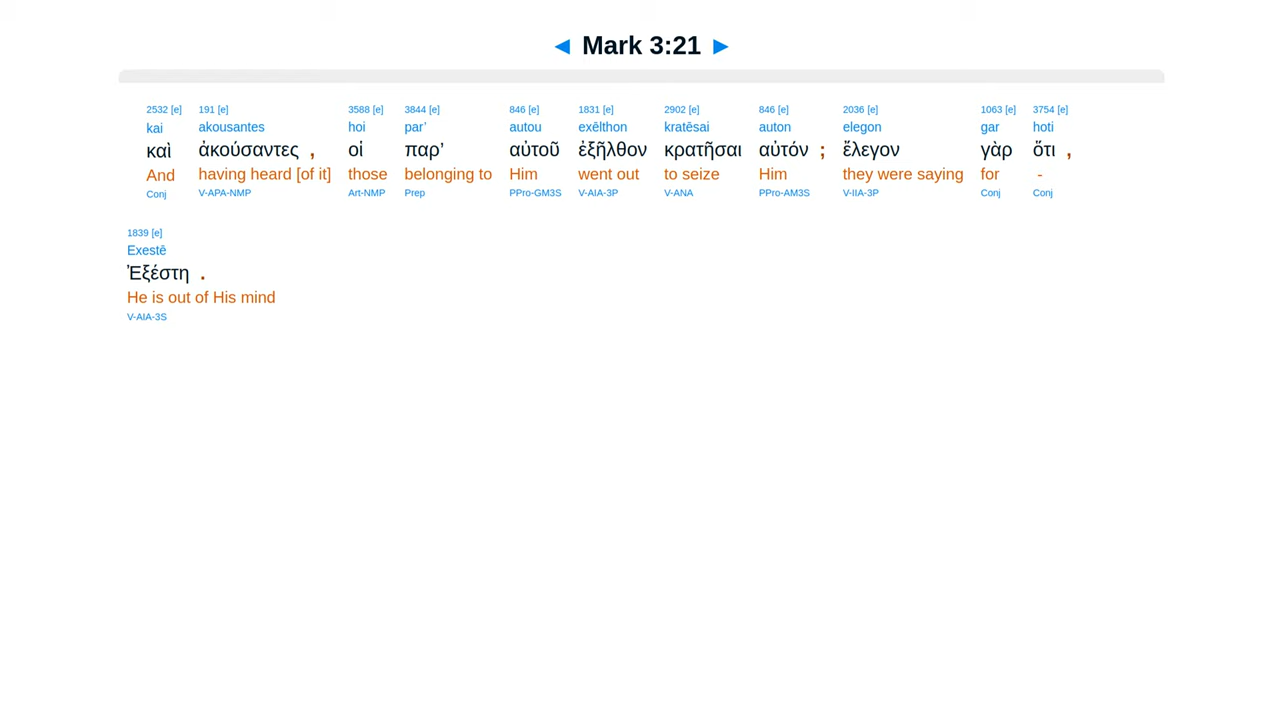 ◄ Mark 3:21 ►
2532 [e] 191 [e] 3588 [e] 3844 [e] 846 [e] 1831 [e] 2902 [e] 846 [e] 2036 [e] 1063 [e] 3754 [e]
kai akousantes hoi par’ autou exēlthon kratēsai auton elegon gar hoti
καὶ ἀκούσαντες , οἱ παρ’ αὐτοῦ ἐξῆλθον κρατῆσαι αὐτόν ; ἔλεγον γὰρ ὅτι ,
And having heard [of it] those belonging to Him went out to seize Him they were saying for -
Conj V-APA-NMP Art-NMP Prep PPro-GM3S V-AIA-3P V-ANA PPro-AM3S V-IIA-3P Conj Conj
1839 [e]
Exestē
Ἐξέστη .
He is out of His mind
V-AIA-3S